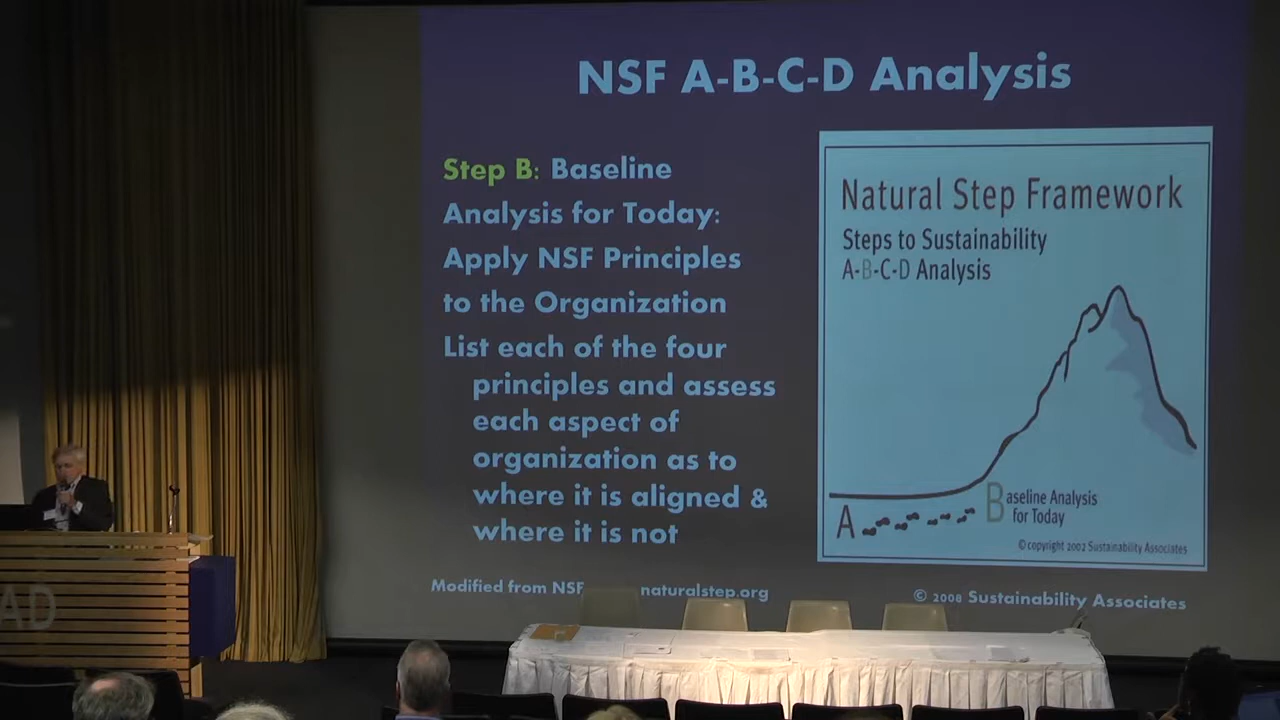 NSF A-B-C-D Analysis
Step B: Baseline
Analysis for Today:
Apply NSF Principles
to the Organization
List each of the four
principles and assess
each aspect of
organization as to
where it is aligned &
where it is not
Natural Step Framework
Steps to Sustainability
A-B-C-D Analysis
A
Baseline Analysis
for Today
© copyright 2002 Sustainability Associates
Modified from NSF naturalstep.org
© 2008 Sustainability Associates
AD